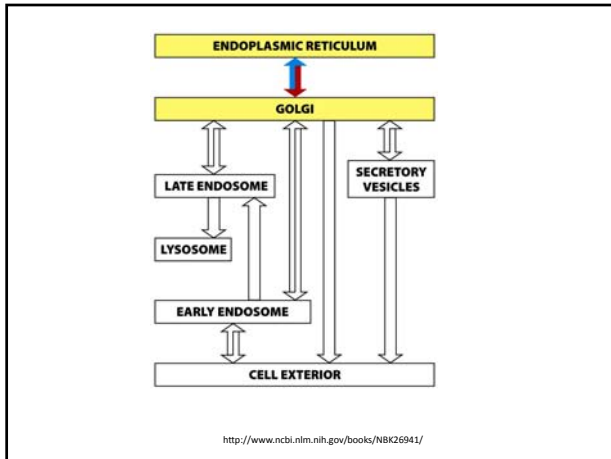 ENDOPLASMIC RETICULUM
GOLGI
LATE ENDOSOME
SECRETORY
VESICLES
LYSOSOME
EARLY ENDOSOME
CELL EXTERIOR
http://www.ncbi.nlm.nih.gov/books/NBK26941/